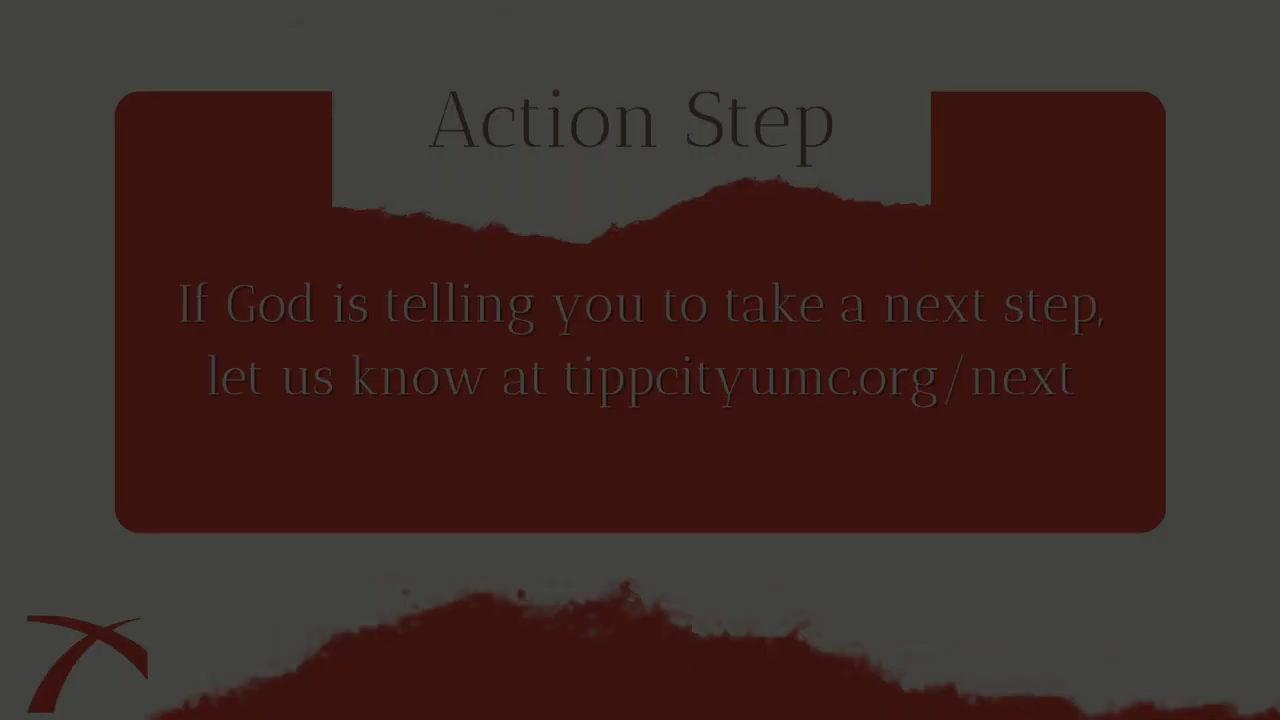 Action Step
If God is telling you to take a next step,
let us know at tippcityumc.org/next